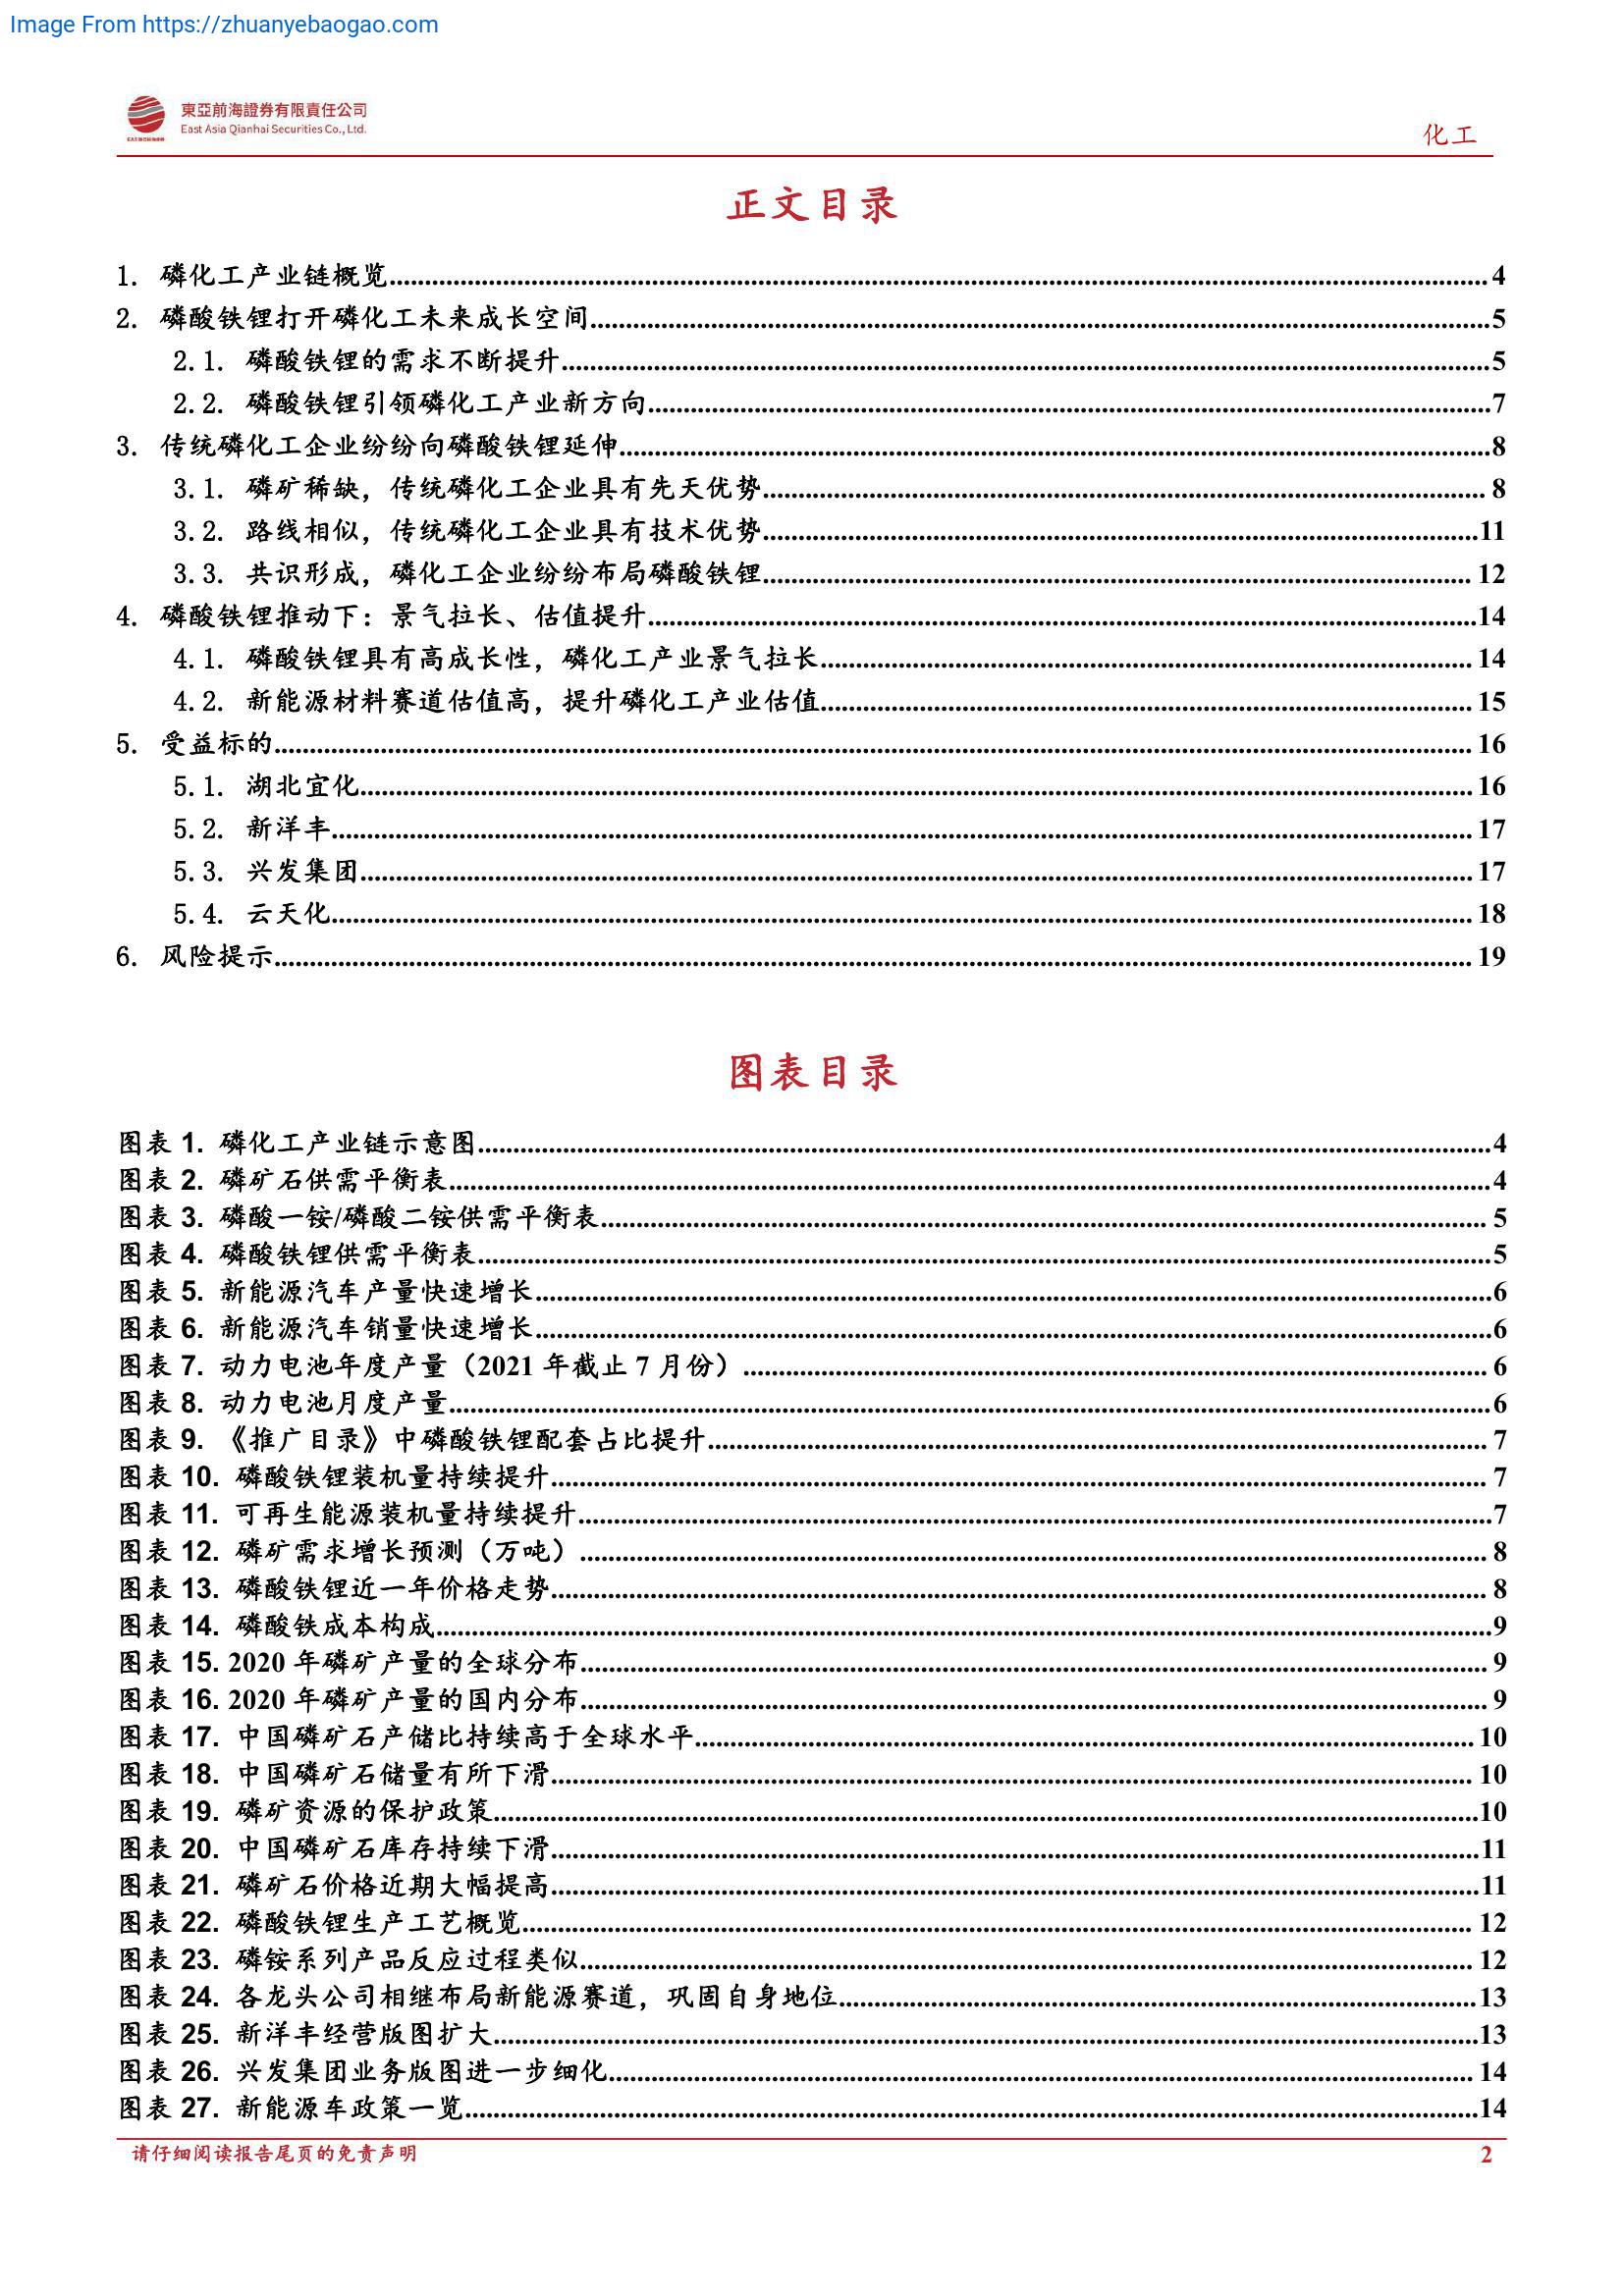 Image From https://zhuanyebaogao.com
東亞前海證券有限責任公司
East Asia Qianhai Securities Co., Ltd.
化工
正文目录
1. 磷化工产业链概览........4
2. 磷酸铁锂打开磷化工未来成长空间........5
2.1. 磷酸铁锂的需求不断提升........5
2.2. 磷酸铁锂引领磷化工产业新方向........7
3. 传统磷化工企业纷纷向磷酸铁锂延伸........8
3.1. 磷矿稀缺，传统磷化工企业具有先天优势........8
3.2. 路线相似，传统磷化工企业具有技术优势........11
3.3. 共识形成，磷化工企业纷纷布局磷酸铁锂........12
4. 磷酸铁锂推动下：景气拉长、估值提升........14
4.1. 磷酸铁锂具有高成长性，磷化工产业景气拉长........14
4.2. 新能源材料赛道估值高，提升磷化工产业估值........15
5. 受益标的........16
5.1. 湖北宜化........16
5.2. 新洋丰........17
5.3. 兴发集团........17
5.4. 云天化........18
6. 风险提示........19
图表目录
图表 1. 磷化工产业链示意图........4
图表 2. 磷矿石供需平衡表........4
图表 3. 磷酸一铵/磷酸二铵供需平衡表........5
图表 4. 磷酸铁锂供需平衡表........5
图表 5. 新能源汽车产量快速增长........6
图表 6. 新能源汽车销量快速增长........6
图表 7. 动力电池年度产量（2021 年截止 7 月份）........6
图表 8. 动力电池月度产量........6
图表 9. 《推广目录》中磷酸铁锂配套占比提升........7
图表 10. 磷酸铁锂装机量持续提升........7
图表 11. 可再生能源装机量持续提升........7
图表 12. 磷矿需求增长预测（万吨）........8
图表 13. 磷酸铁锂近一年价格走势........8
图表 14. 磷酸铁成本构成........9
图表 15. 2020 年磷矿产量的全球分布........9
图表 16. 2020 年磷矿产量的国内分布........9
图表 17. 中国磷矿石产储比持续高于全球水平........10
图表 18. 中国磷矿石储量有所下滑........10
图表 19. 磷矿资源的保护政策........10
图表 20. 中国磷矿石库存持续下滑........11
图表 21. 磷矿石价格近期大幅提高........11
图表 22. 磷酸铁锂生产工艺概览........12
图表 23. 磷铵系列产品反应过程类似........12
图表 24. 各龙头公司相继布局新能源赛道，巩固自身地位........13
图表 25. 新洋丰经营版图扩大........13
图表 26. 兴发集团业务版图进一步细化........14
图表 27. 新能源车政策一览........14
请仔细阅读报告尾页的免责声明
2